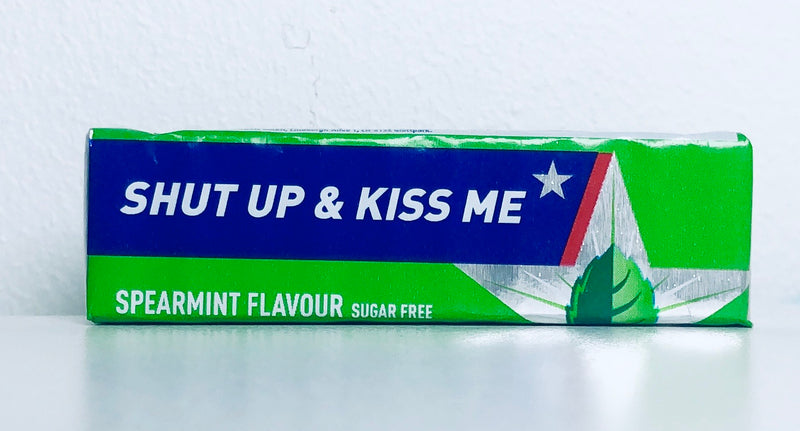 SHUT UP & KISS ME
SPEARMINT FLAVOUR SUGAR FREE